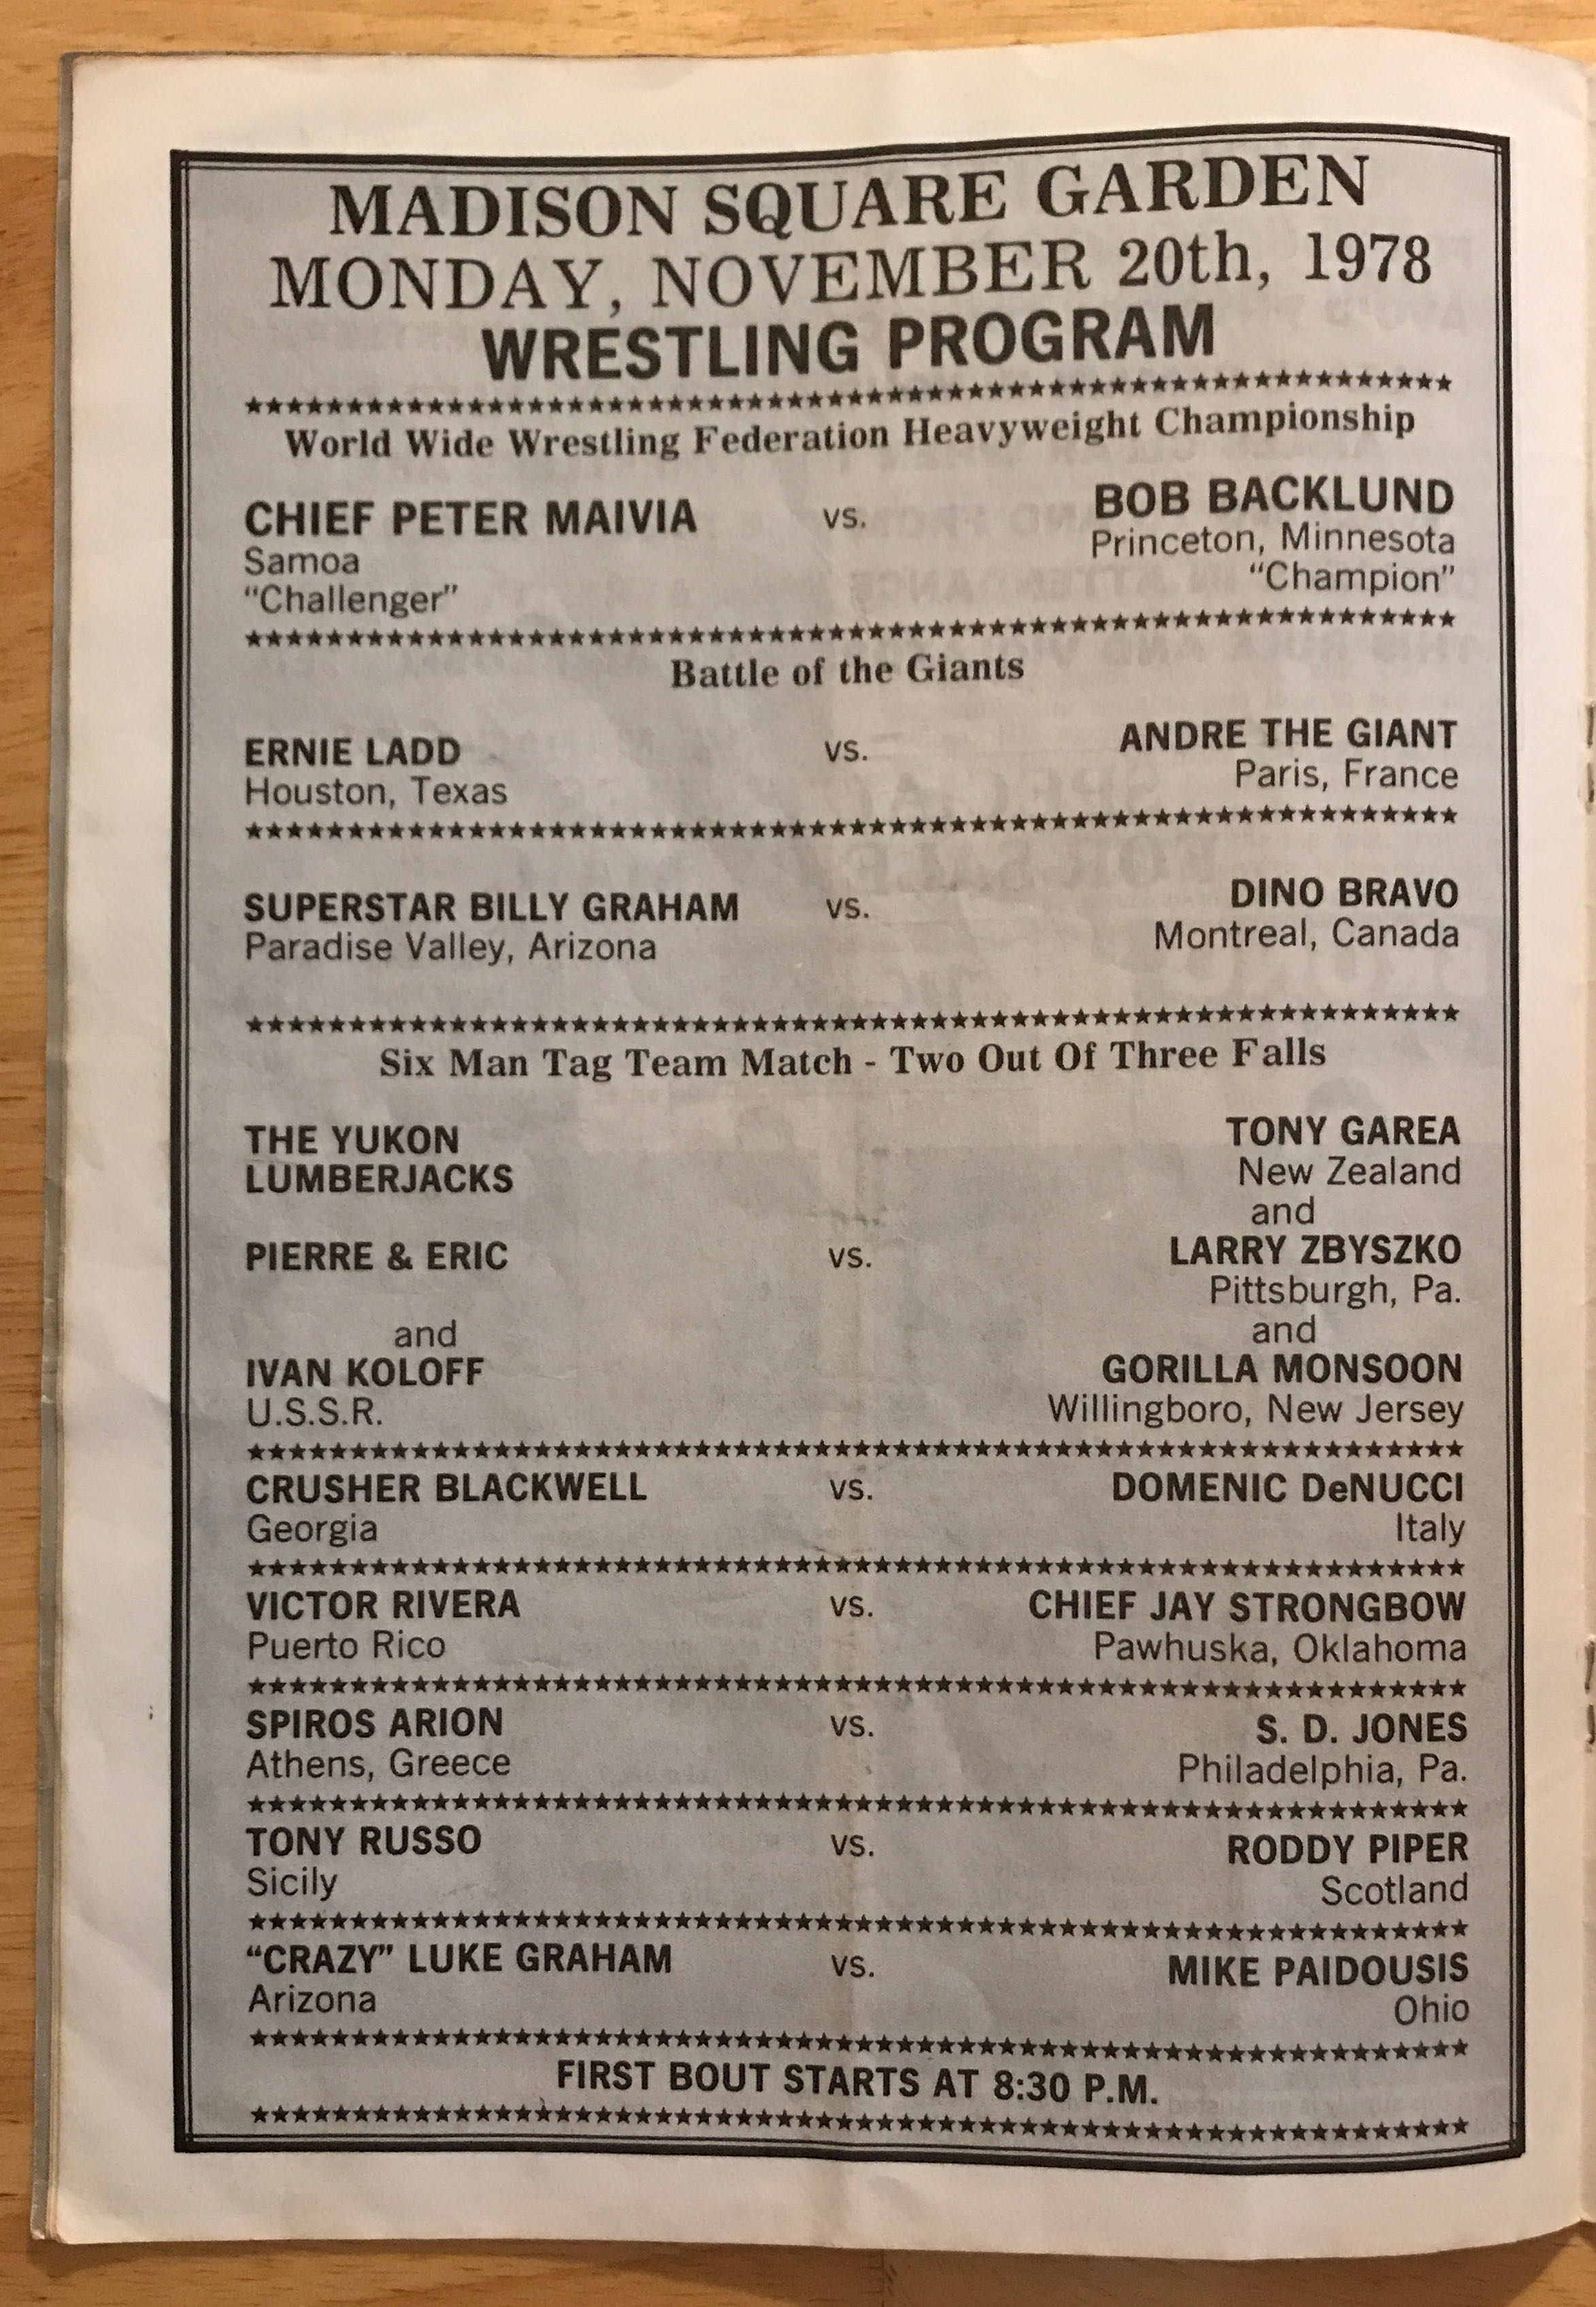 MADISON SQUARE GARDEN
MONDAY, NOVEMBER 20th, 1978
WRESTLING PROGRAM
World Wide Wrestling Federation Heavyweight Championship
CHIEF PETER MAIVIA vs. BOB BACKLUND
Samoa Princeton, Minnesota
"Challenger" "Champion"
Battle of the Giants
ERNIE LADD vs. ANDRE THE GIANT
Houston, Texas Paris, France
SUPERSTAR BILLY GRAHAM vs. DINO BRAVO
Paradise Valley, Arizona Montreal, Canada
Six Man Tag Team Match - Two Out Of Three Falls
THE YUKON TONY GAREA
LUMBERJACKS New Zealand
and
PIERRE & ERIC vs. LARRY ZBYSZKO
Pittsburgh, Pa.
and and
IVAN KOLOFF GORILLA MONSOON
U.S.S.R. Willingboro, New Jersey
CRUSHER BLACKWELL vs. DOMENIC DeNUCCI
Georgia Italy
VICTOR RIVERA vs. CHIEF JAY STRONGBOW
Puerto Rico Pawhuska, Oklahoma
SPIROS ARION vs. S. D. JONES
Athens, Greece Philadelphia, Pa.
TONY RUSSO vs. RODDY PIPER
Sicily Scotland
"CRAZY" LUKE GRAHAM vs. MIKE PAIDOUSIS
Arizona Ohio
FIRST BOUT STARTS AT 8:30 P.M.